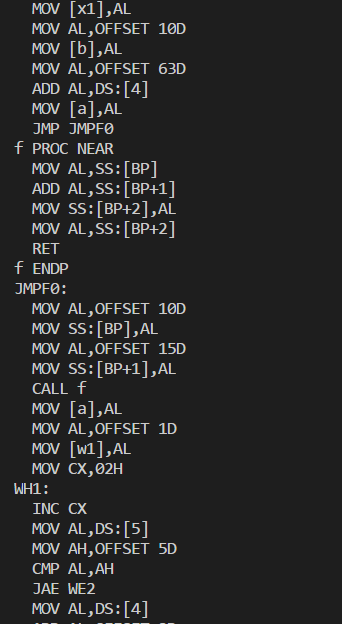 MOV [x1],AL
MOV AL,OFFSET 10D
MOV [b],AL
MOV AL,OFFSET 63D
ADD AL,DS:[4]
MOV [a],AL
JMP JMPF0
f PROC NEAR
MOV AL,SS:[BP]
ADD AL,SS:[BP+1]
MOV SS:[BP+2],AL
MOV AL,SS:[BP+2]
RET
f ENDP
JMPF0:
MOV AL,OFFSET 10D
MOV SS:[BP],AL
MOV AL,OFFSET 15D
MOV SS:[BP+1],AL
CALL f
MOV [a],AL
MOV AL,OFFSET 1D
MOV [w1],AL
MOV CX,02H
WH1:
INC CX
MOV AL,DS:[5]
MOV AH,OFFSET 5D
CMP AL,AH
JAE WE2
MOV AL,DS:[4]